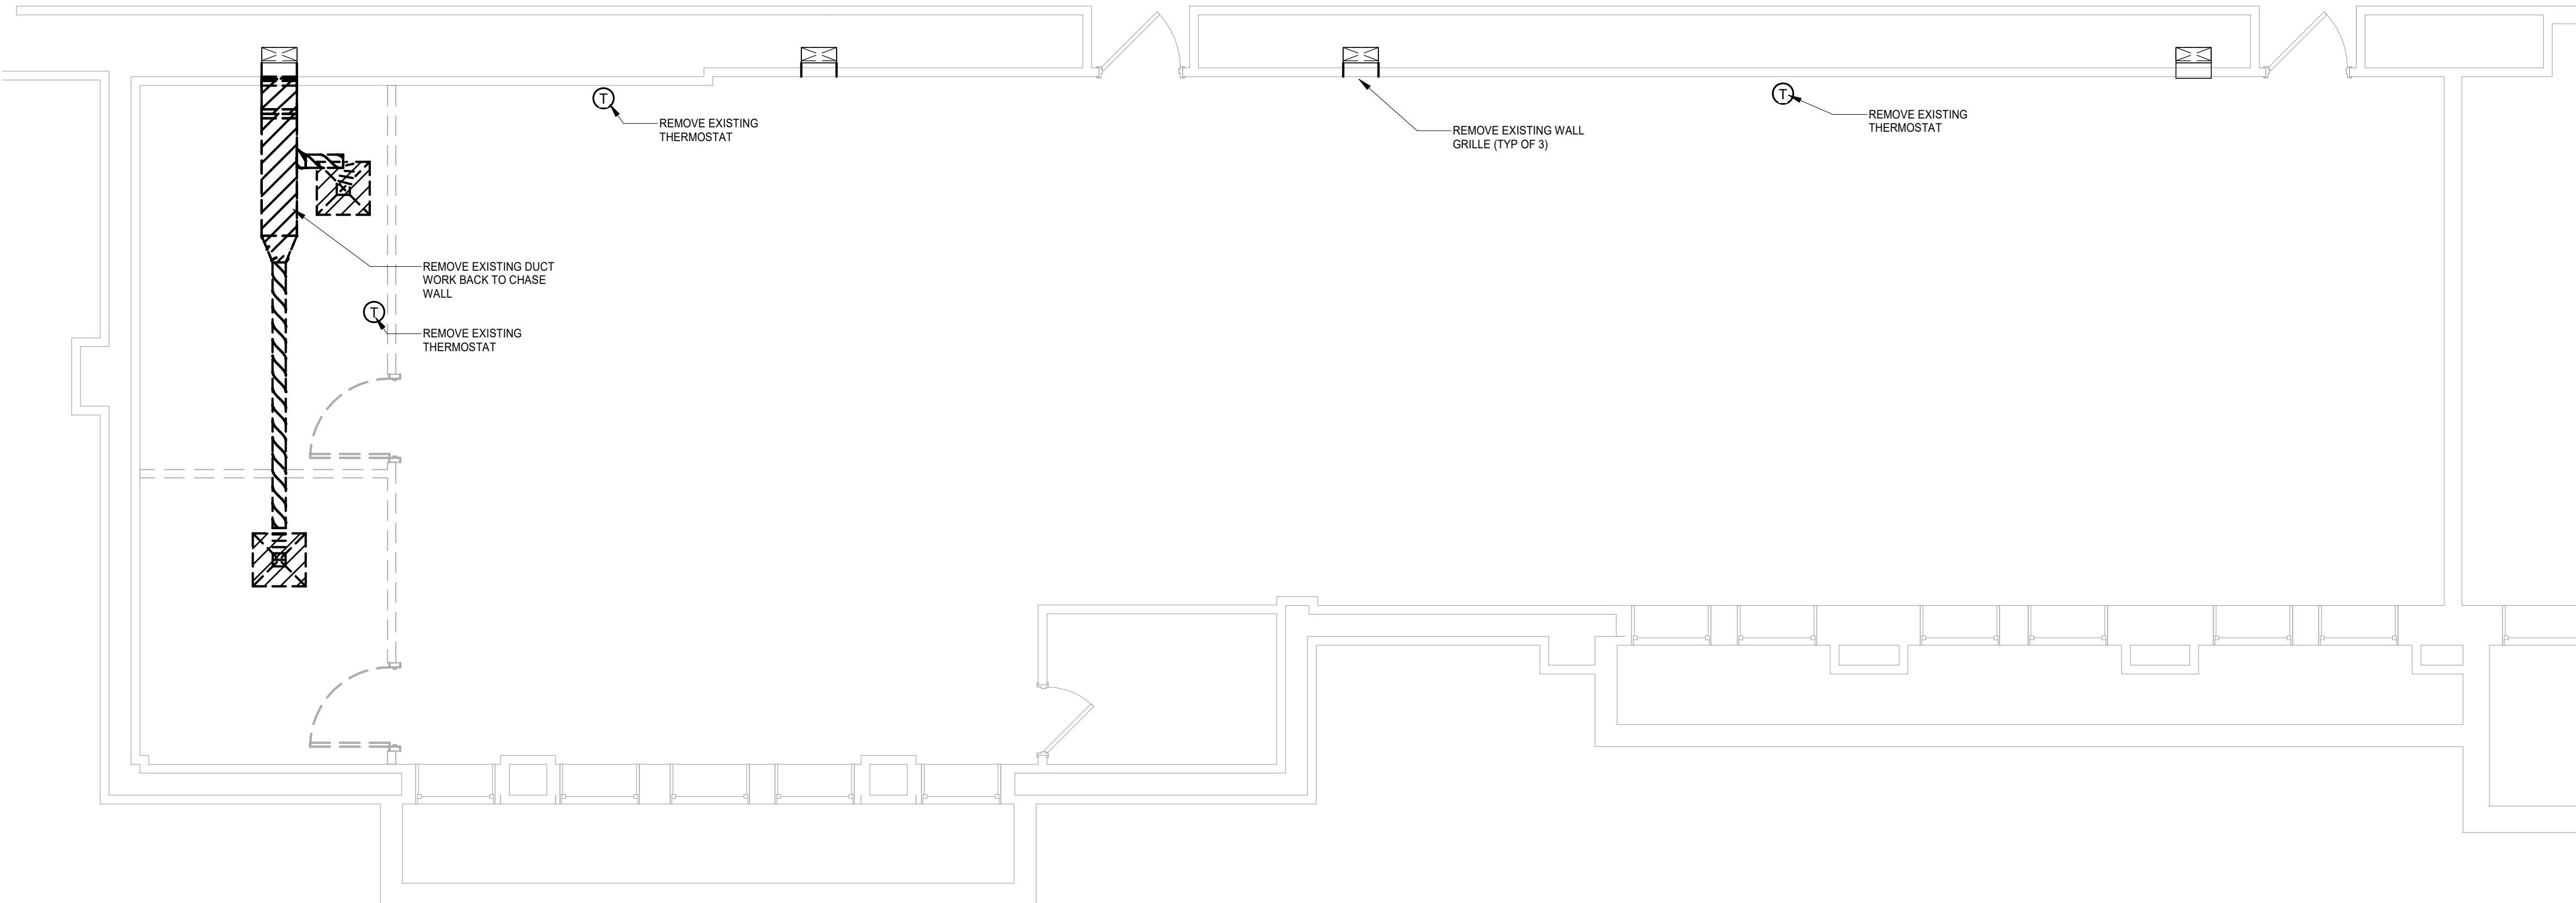 T
REMOVE EXISTING
THERMOSTAT
T
REMOVE EXISTING
THERMOSTAT
REMOVE EXISTING WALL
GRILLE (TYP OF 3)
REMOVE EXISTING DUCT
WORK BACK TO CHASE
WALL
T
REMOVE EXISTING
THERMOSTAT